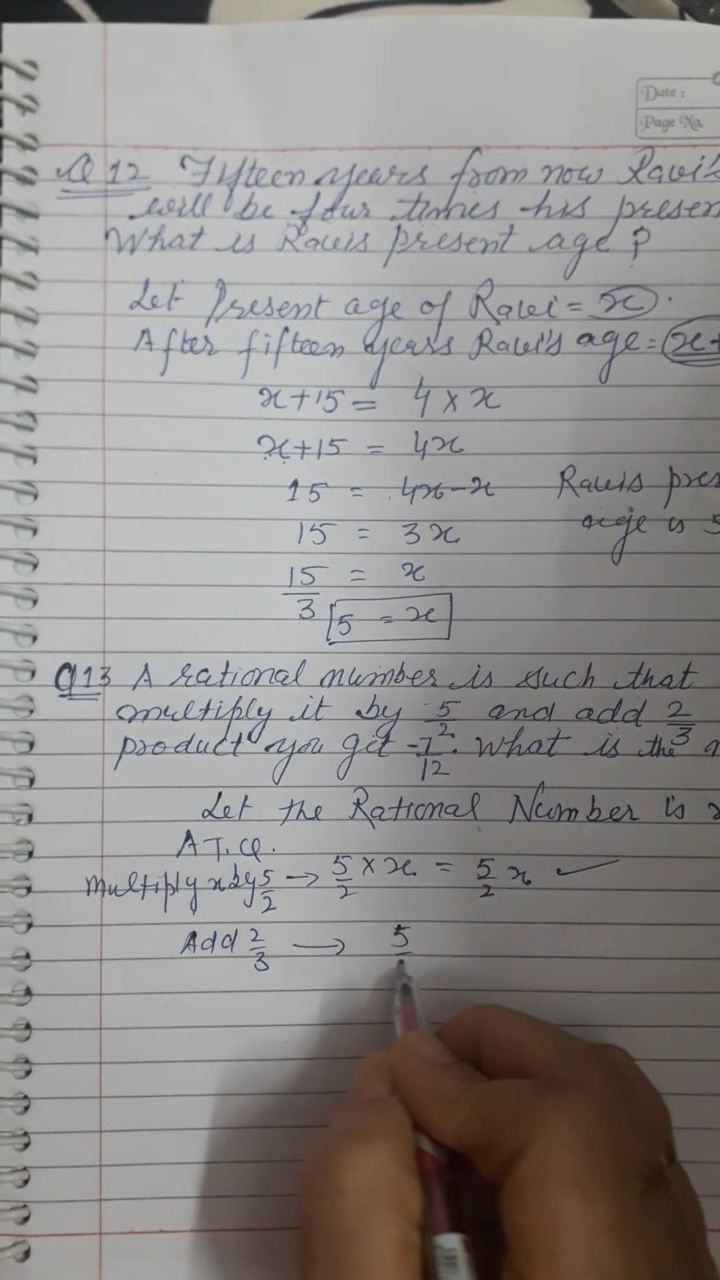 Date :
Page No.
Q12 Fifteen years from now Ravi's
will be four times his presen
What is Ravis present age?
Let Present age of Ravi = x.
After fifteen years Ravi's age = x+
x+15 = 4 × x
x+15 = 4x
15 = 4x-x Ravis pres
15 = 3x age is 5
15/3 = x
5 = x
Q13 A rational number is such that
multiply it by 5/2 and add 2/3
product you get -7/12. What is the a
Let the Rational Number is x
A T.Q.
Multiply x by 5/2 → 5/2 × x = 5/2 x ✓
Add 2/3 → 5